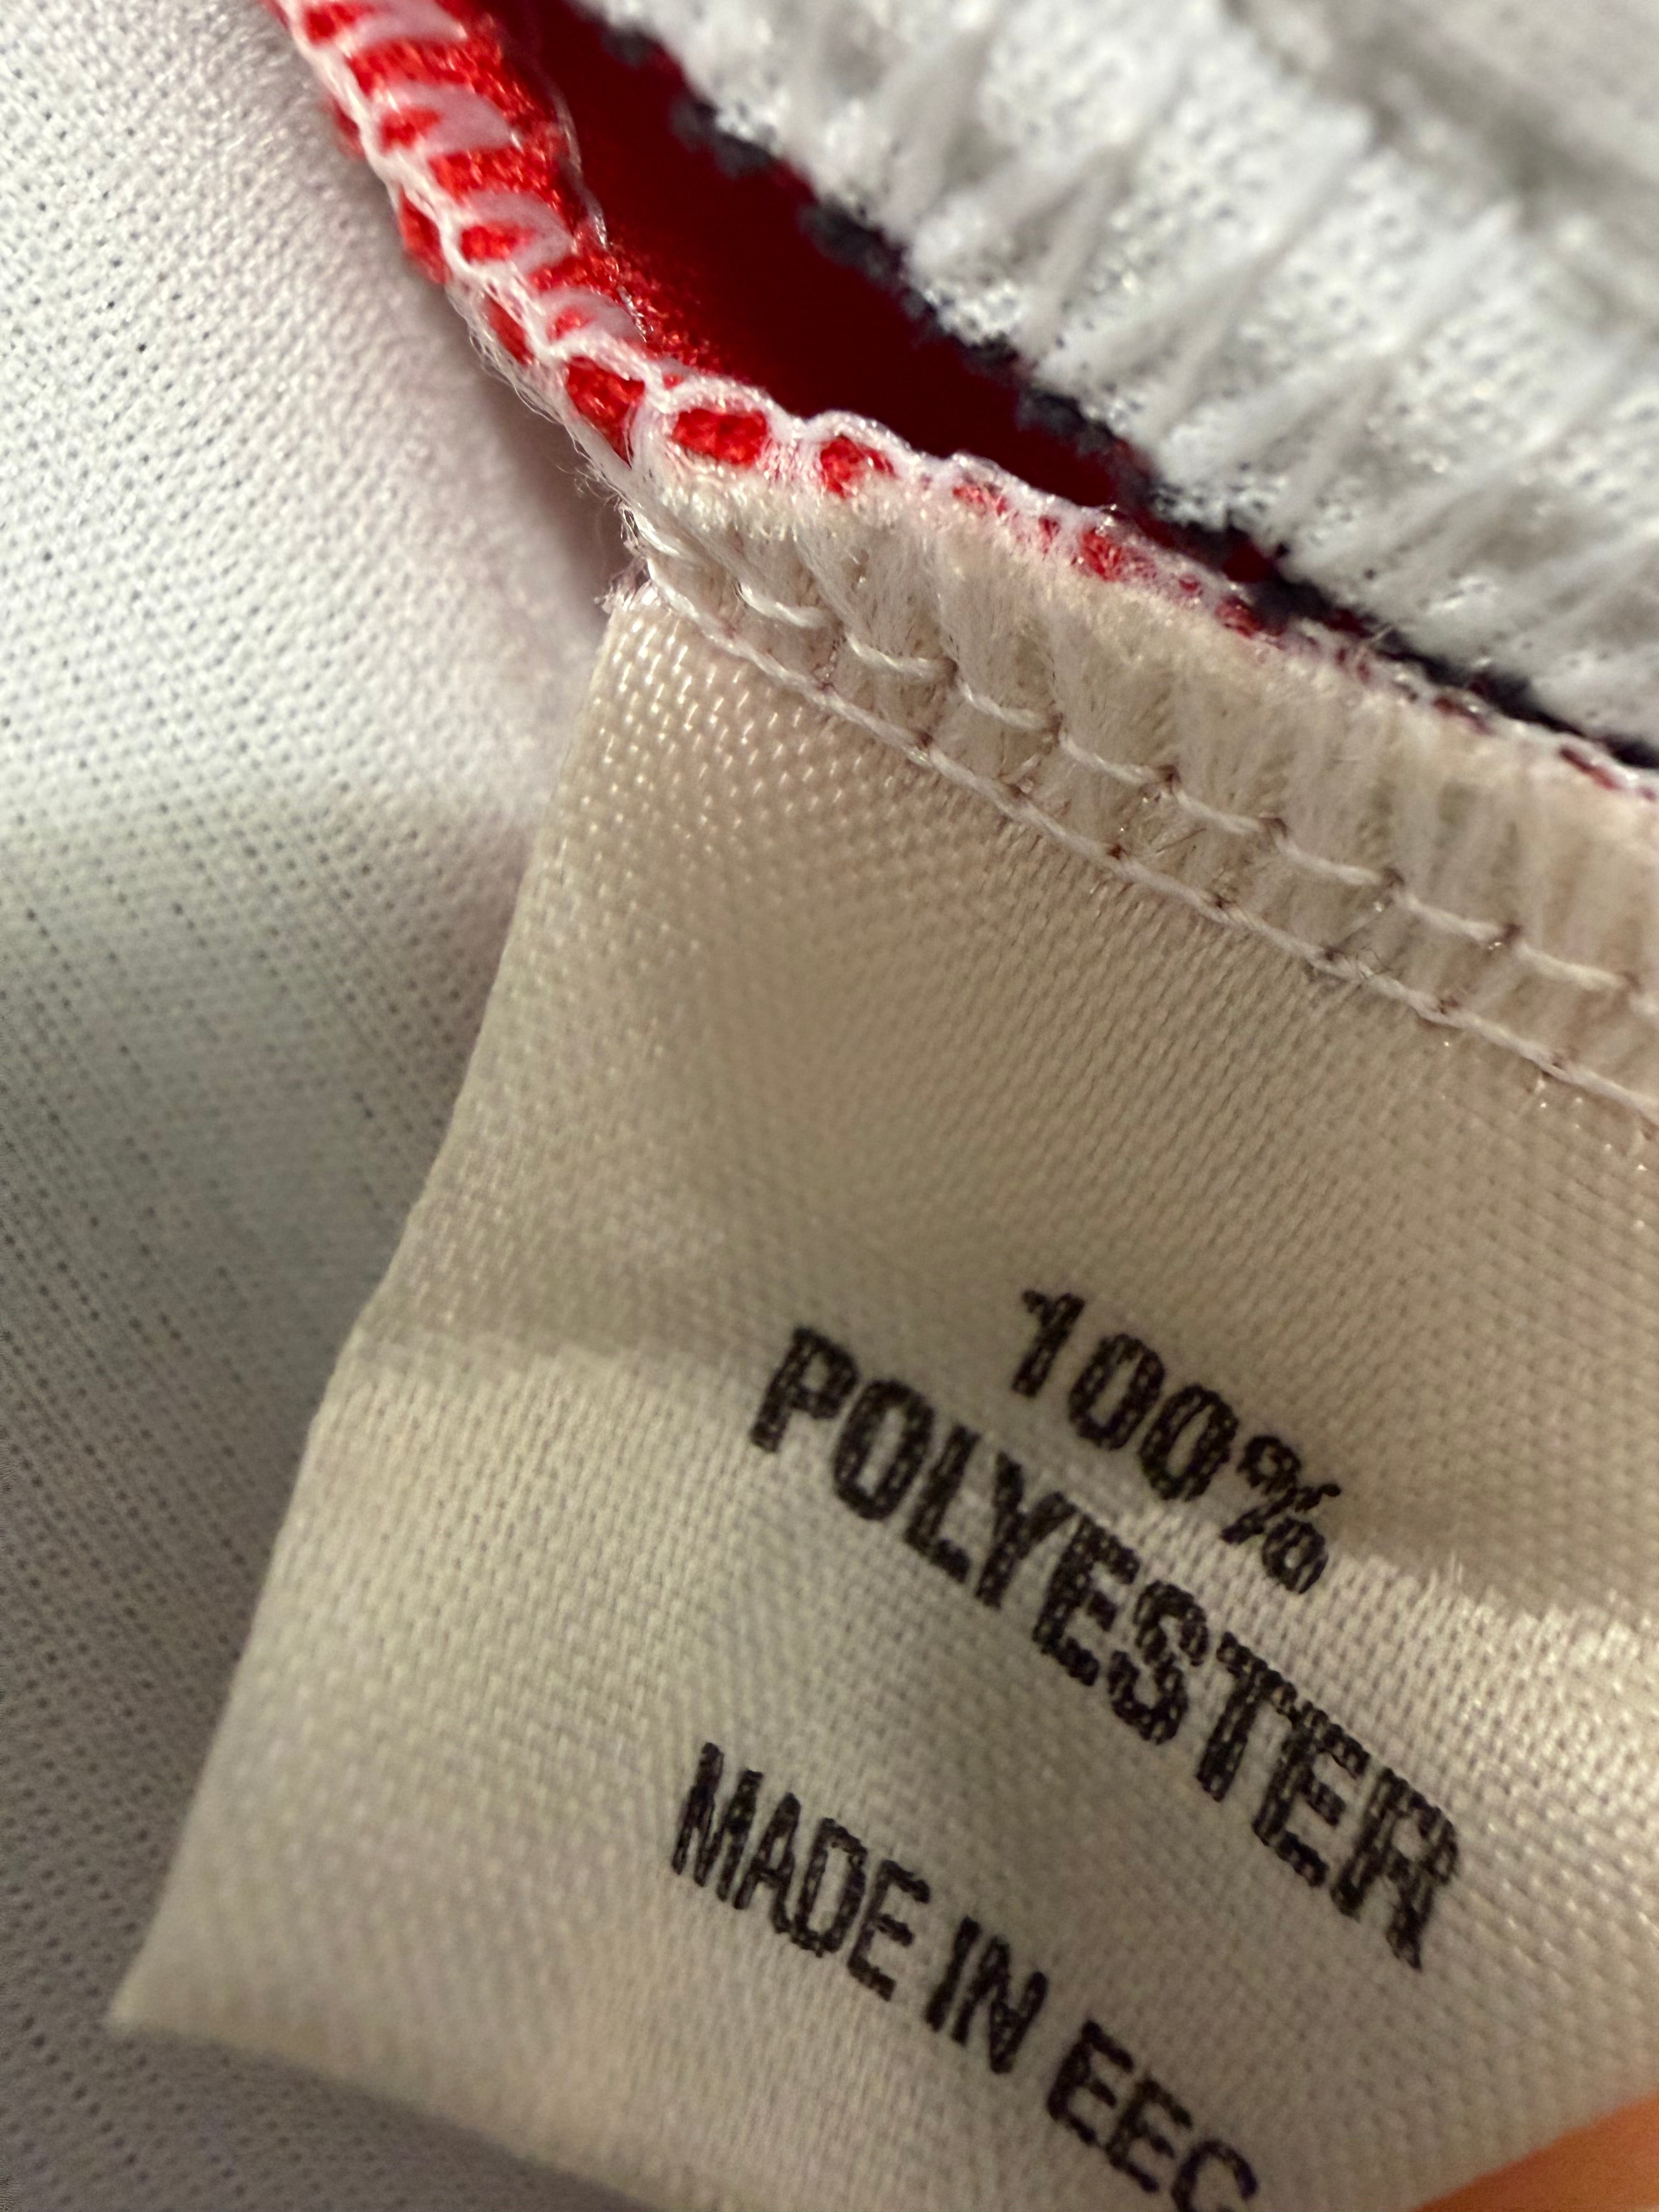 100%
POLYESTER
MADE IN EEC